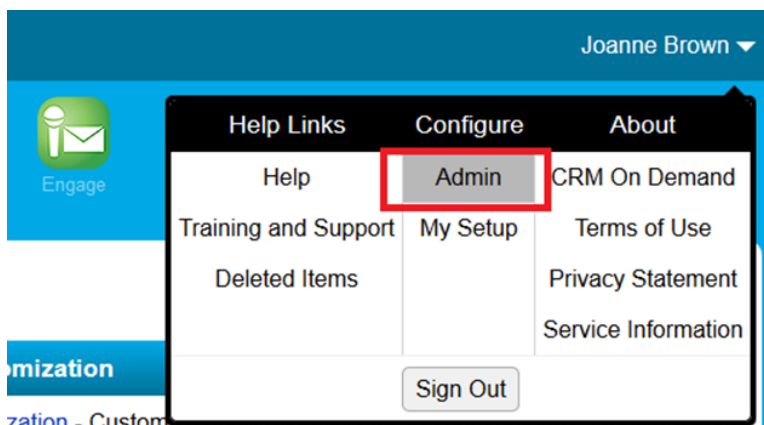 Joanne Brown
Engage
Help Links Configure About
Help Admin CRM On Demand
Training and Support My Setup Terms of Use
Deleted Items Privacy Statement
Service Information
omization
Sign Out
zation - Custom